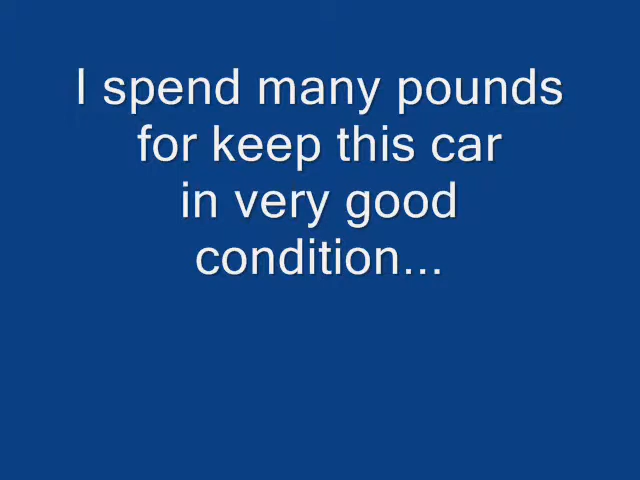 I spend many pounds
for keep this car
in very good
condition...